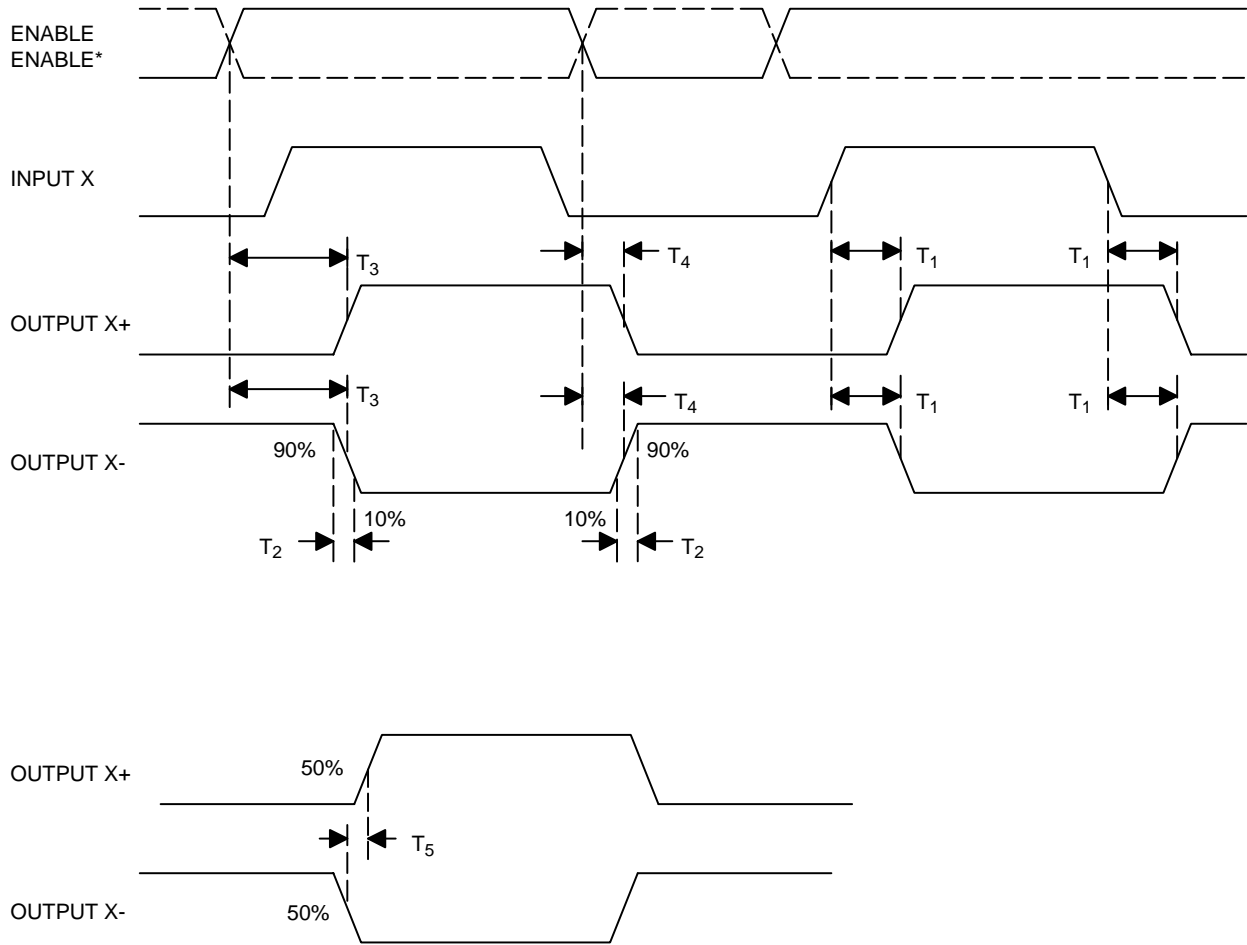 ENABLE
ENABLE*
INPUT X
T3 T4 T1 T1
OUTPUT X+
T3 T4 T1 T1
OUTPUT X-
90% 90%
10% 10%
T2 T2
OUTPUT X+
50%
T5
OUTPUT X-
50%